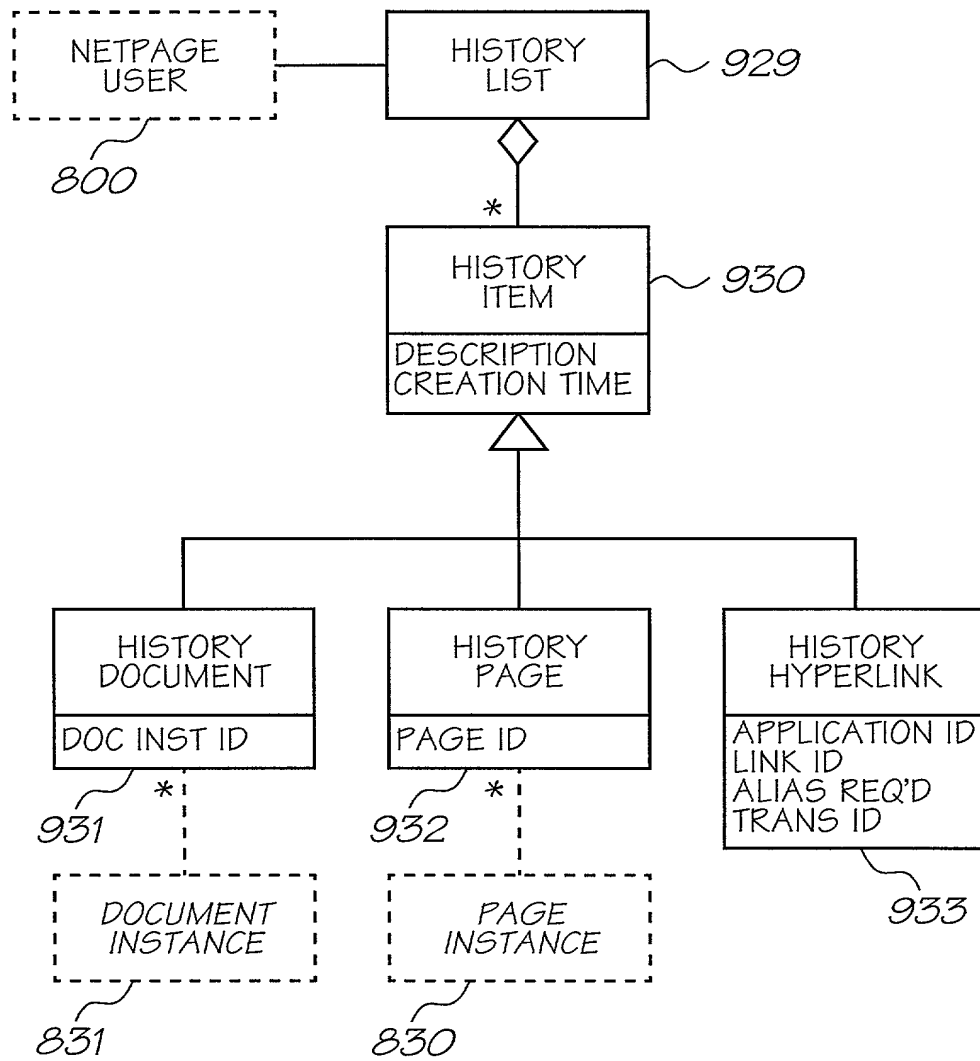 NETPAGE
USER
HISTORY
LIST
929
800
*
HISTORY
ITEM
930
DESCRIPTION
CREATION TIME
HISTORY
DOCUMENT
HISTORY
PAGE
HISTORY
HYPERLINK
DOC INST ID
PAGE ID
APPLICATION ID
LINK ID
ALIAS REQ'D
TRANS ID
*
*
931
932
933
DOCUMENT
INSTANCE
PAGE
INSTANCE
831
830